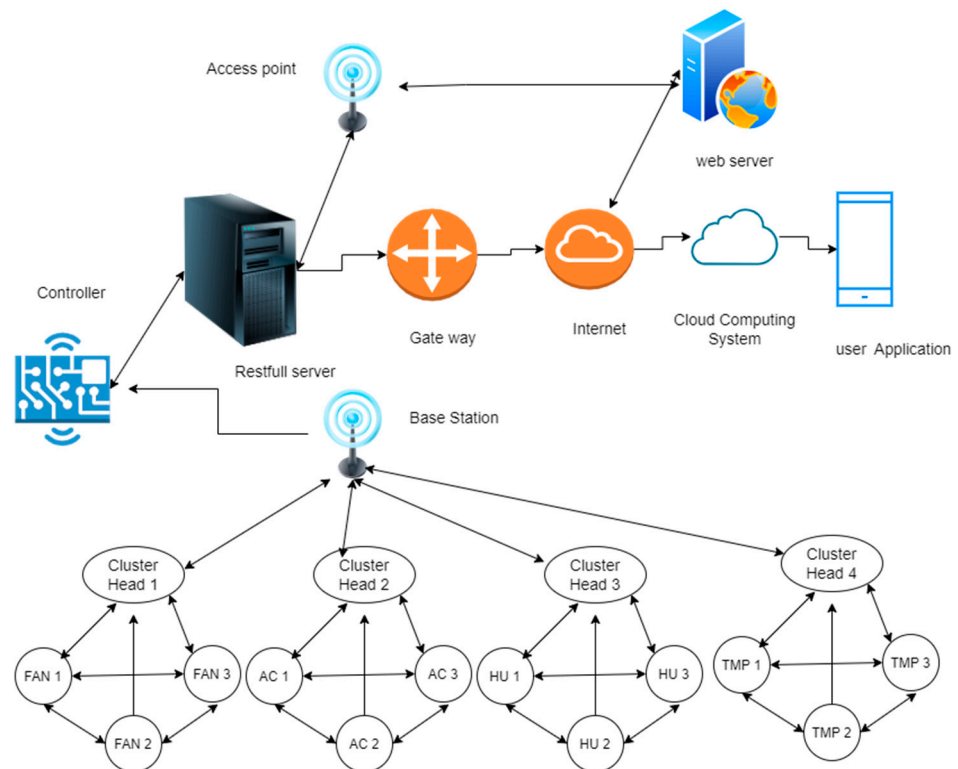 Access point
web server
Controller
Restfull server
Gate way
Internet
Cloud Computing
System
user Application
Base Station
Cluster
Head 1
Cluster
Head 2
Cluster
Head 3
Cluster
Head 4
FAN 1
FAN 3
FAN 2
AC 1
AC 3
AC 2
HU 1
HU 3
HU 2
TMP 1
TMP 3
TMP 2